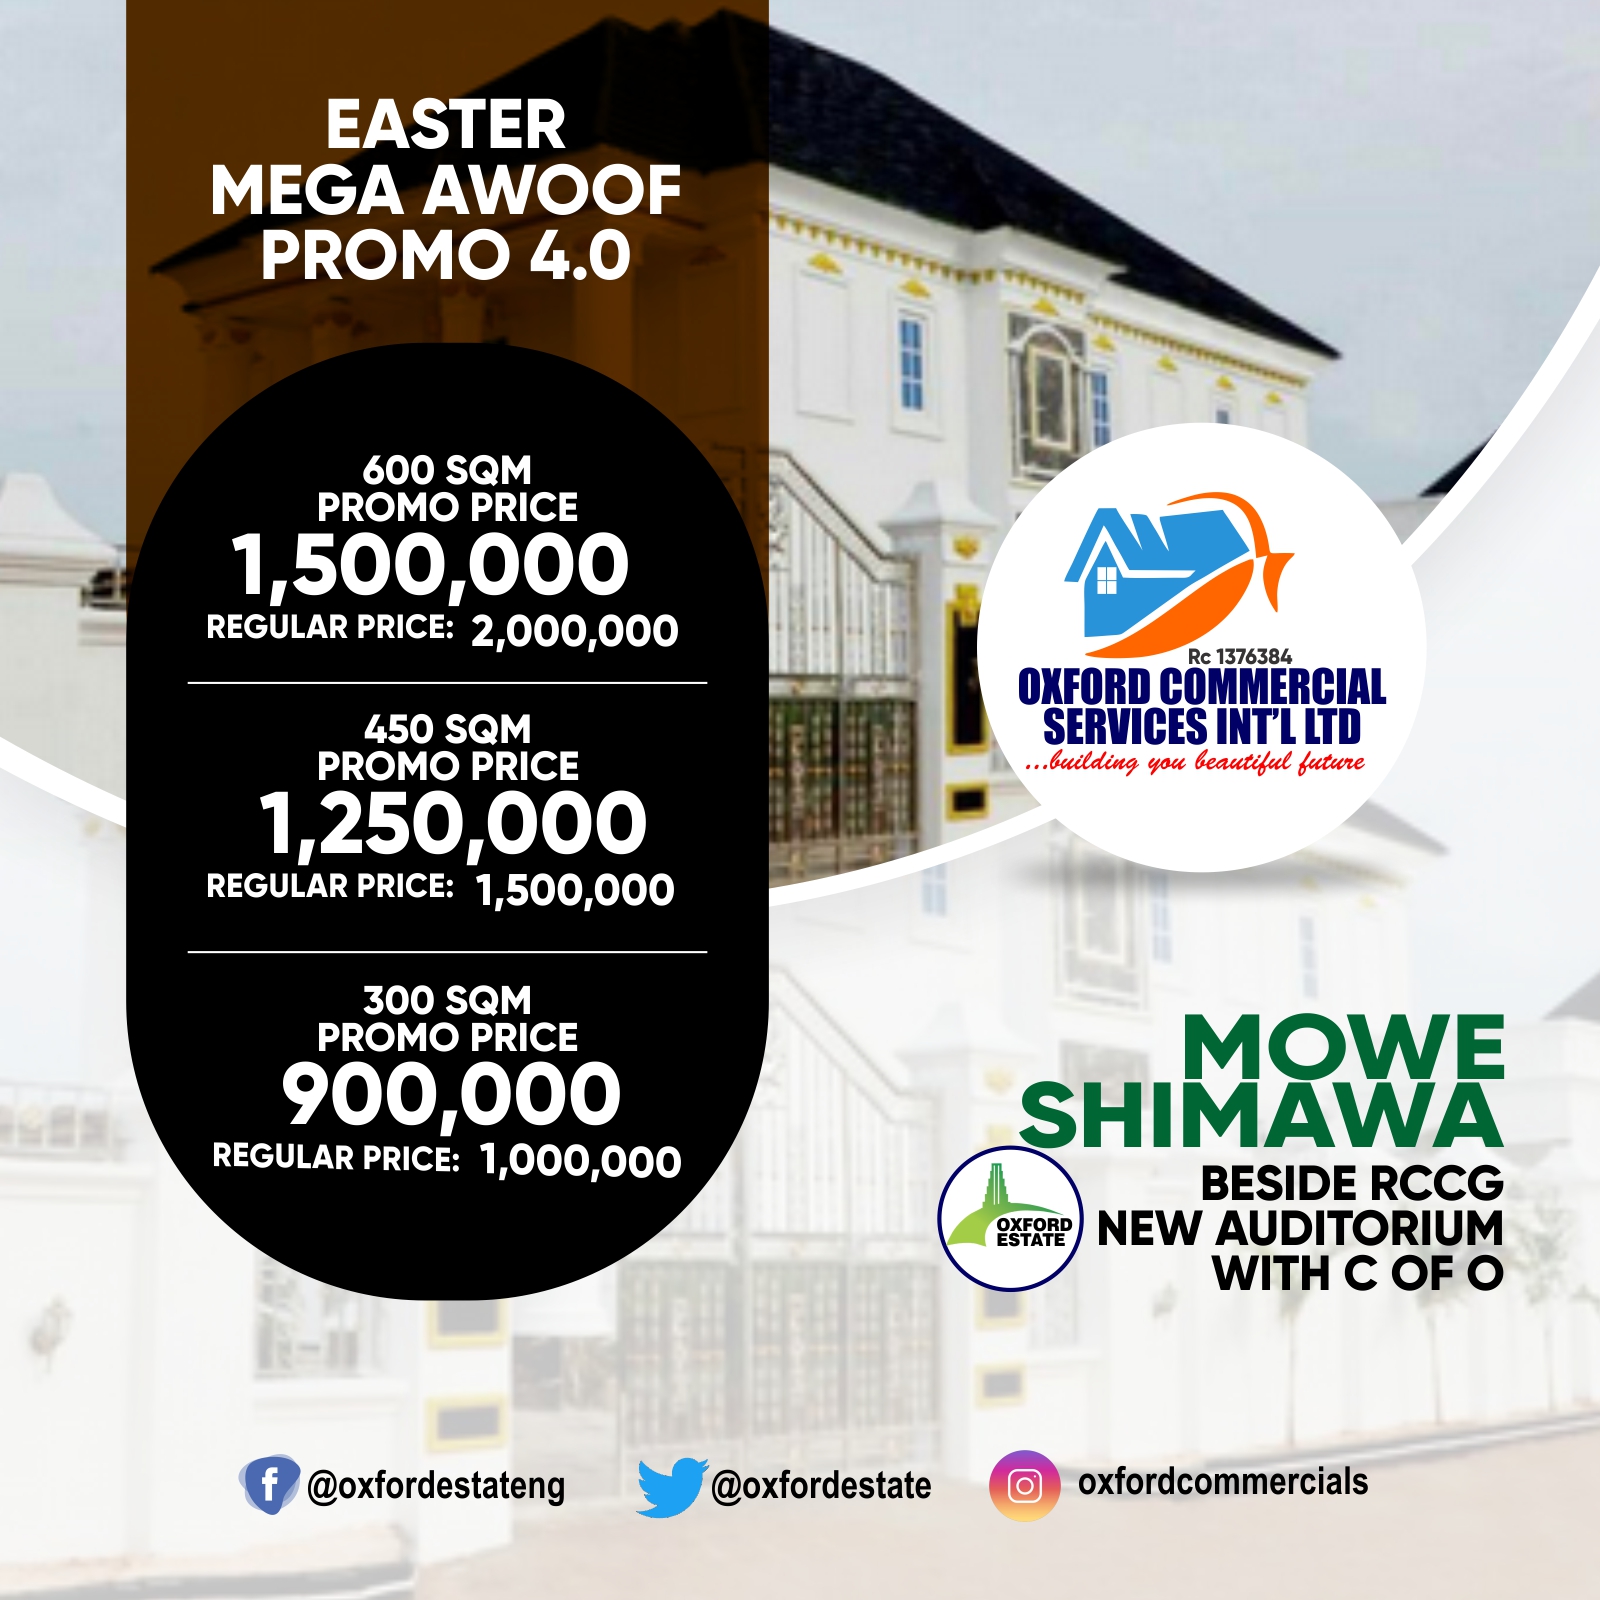 EASTER
MEGA AWOOF
PROMO 4.0
600 SQM
PROMO PRICE
1,500,000
REGULAR PRICE: 2,000,000
450 SQM
PROMO PRICE
1,250,000
REGULAR PRICE: 1,500,000
300 SQM
PROMO PRICE
900,000
REGULAR PRICE: 1,000,000
Rc 1376384
OXFORD COMMERCIAL
SERVICES INT'L LTD
...building you beautiful future
MOWE
SHIMAWA
BESIDE RCCG
NEW AUDITORIUM
WITH C OF O
OXFORD
ESTATE
@oxfordestateng
@oxfordestate
oxfordcommercials